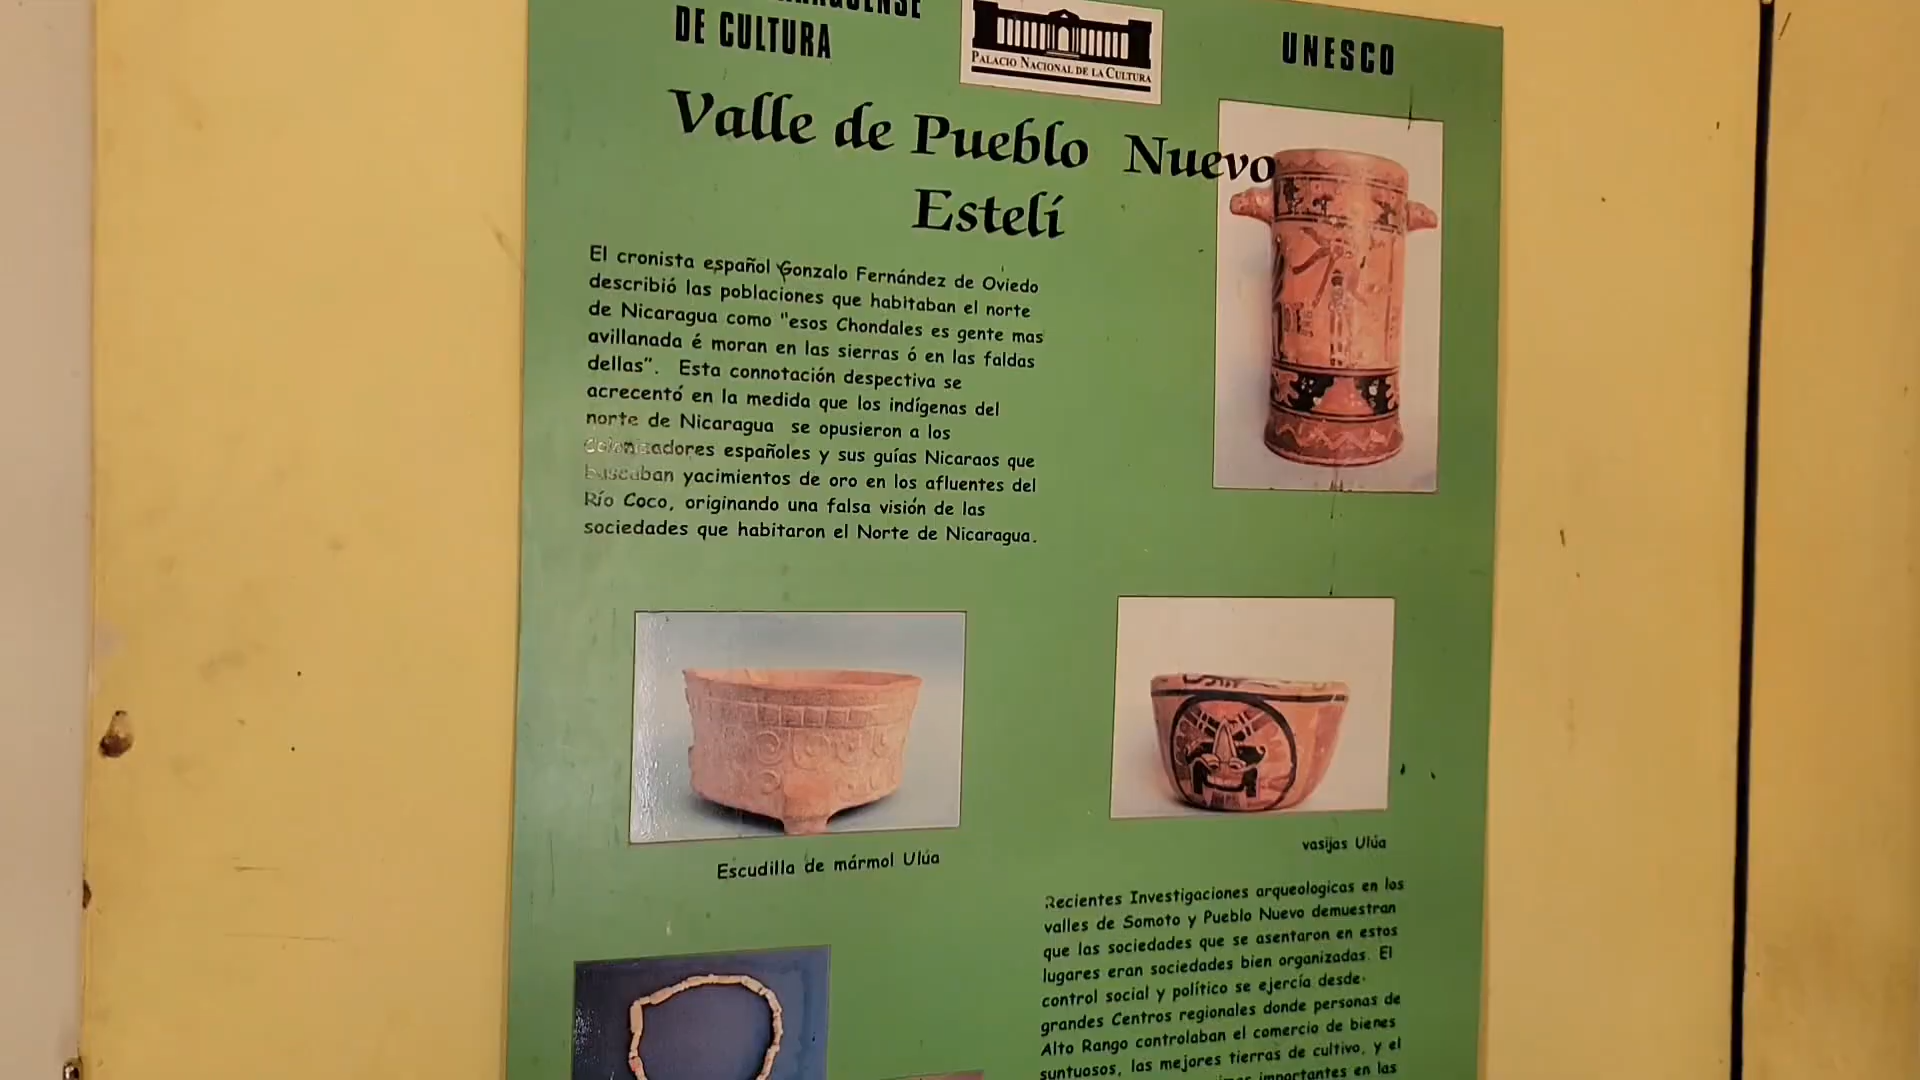 DE CULTURA
PALACIO NACIONAL DE LA CULTURA
UNESCO
Valle de Pueblo Nuevo
Estelí
El cronista español Gonzalo Fernández de Oviedo
describió las poblaciones que habitaban el norte
de Nicaragua como "esos Chondales es gente mas
avillanada é moran en las sierras ó en las faldas
dellas". Esta connotación despectiva se
acrecentó en la medida que los indígenas del
norte de Nicaragua se opusieron a los
colonizadores españoles y sus guías Nicaraos que
buscaban yacimientos de oro en los afluentes del
Río Coco, originando una falsa visión de las
sociedades que habitaron el Norte de Nicaragua.
Escudilla de mármol Ulúa
vasijas Ulúa
Recientes Investigaciones arqueologicas en los
valles de Somoto y Pueblo Nuevo demuestran
que las sociedades que se asentaron en estos
lugares eran sociedades bien organizadas. El
control social y político se ejercía desde
grandes Centros regionales donde personas de
Alto Rango controlaban el comercio de bienes
suntuosos, las mejores tierras de cultivo, y el
importantes en las